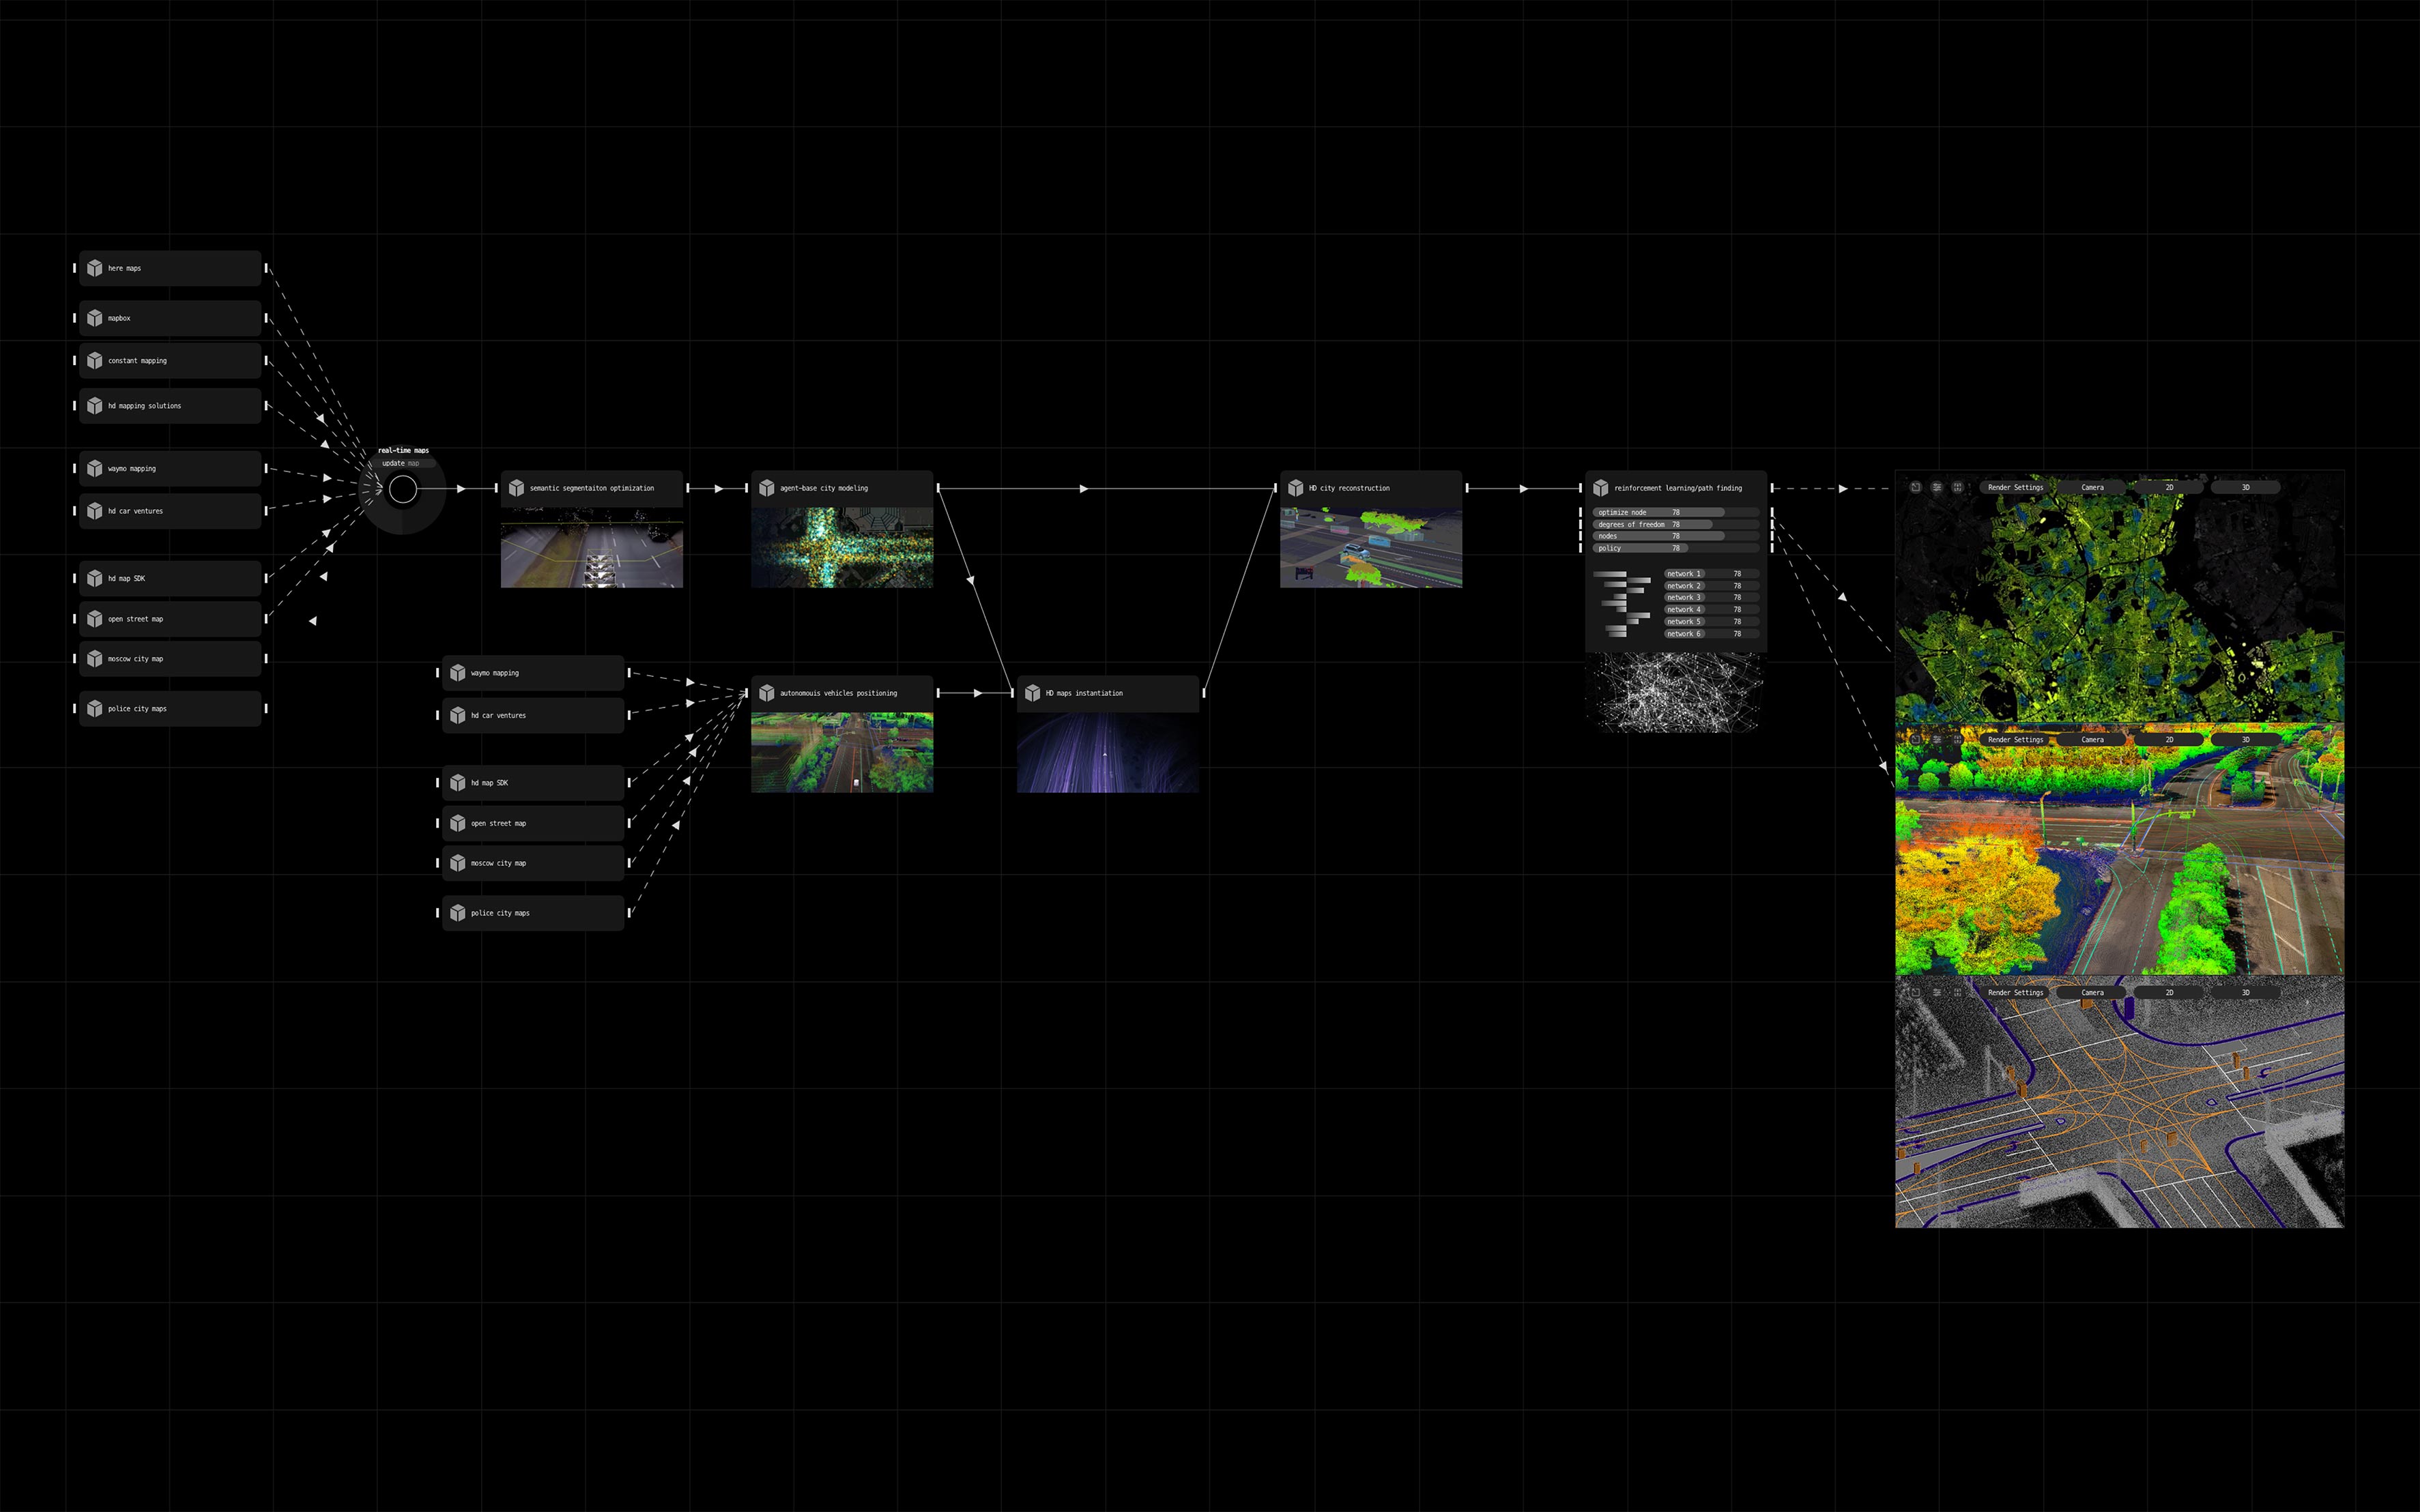 here maps
mapbox
constant mapping
hd mapping solutions
waymo mapping
hd car ventures
hd map SDK
open street map
moscow city map
police city maps
real-time maps
update map
semantic segmentaiton optimization
agent-base city modeling
waymo mapping
hd car ventures
hd map SDK
open street map
moscow city map
police city maps
autonomouis vehicles positioning
HD maps instantiation
HD city reconstruction
reinforcement learning/path finding
optimize node 78
degrees of freedom 78
nodes 78
policy 78
network 1 78
network 2 78
network 3 78
network 4 78
network 5 78
network 6 78
Render Settings Camera 2D 3D
Render Settings Camera 2D 3D
Render Settings Camera 2D 3D